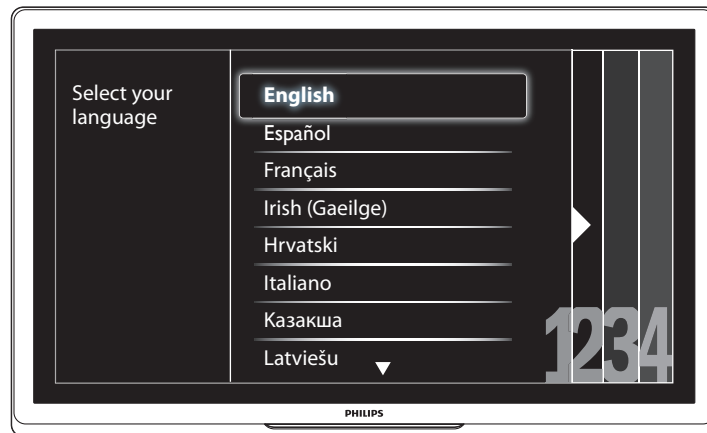 Select your
language
English
Español
Français
Irish (Gaeilge)
Hrvatski
Italiano
Казакша
Latviešu
1234
PHILIPS